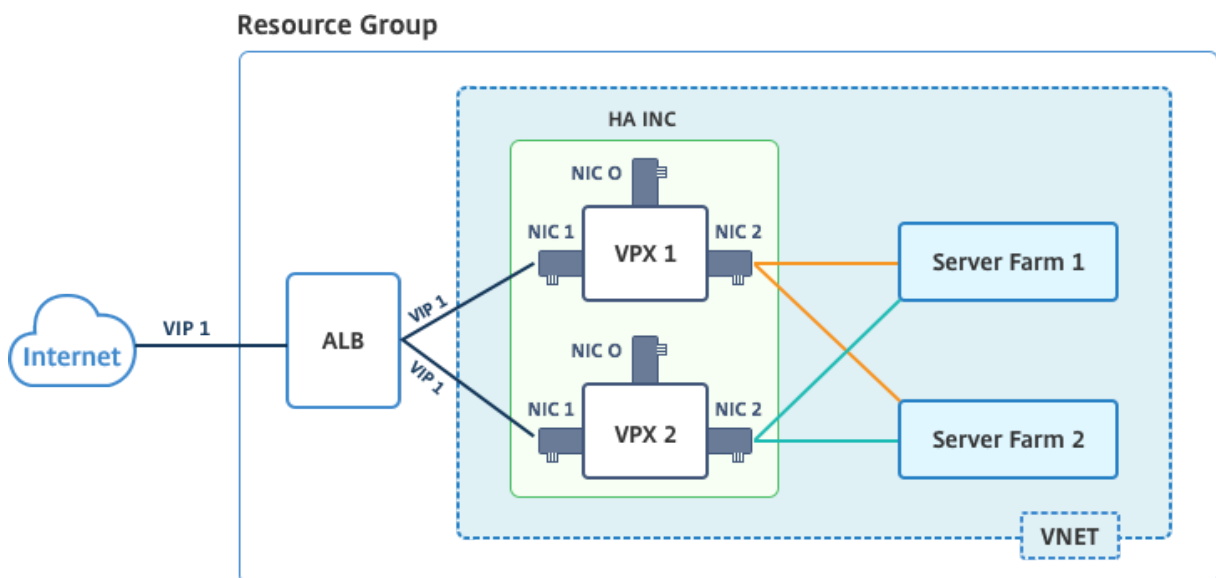 Resource Group
HA INC
NIC O
NIC 1
VPX 1
NIC 2
Server Farm 1
Internet
VIP 1
ALB
VIP 1
VIP 1
NIC O
NIC 1
VPX 2
NIC 2
Server Farm 2
VNET